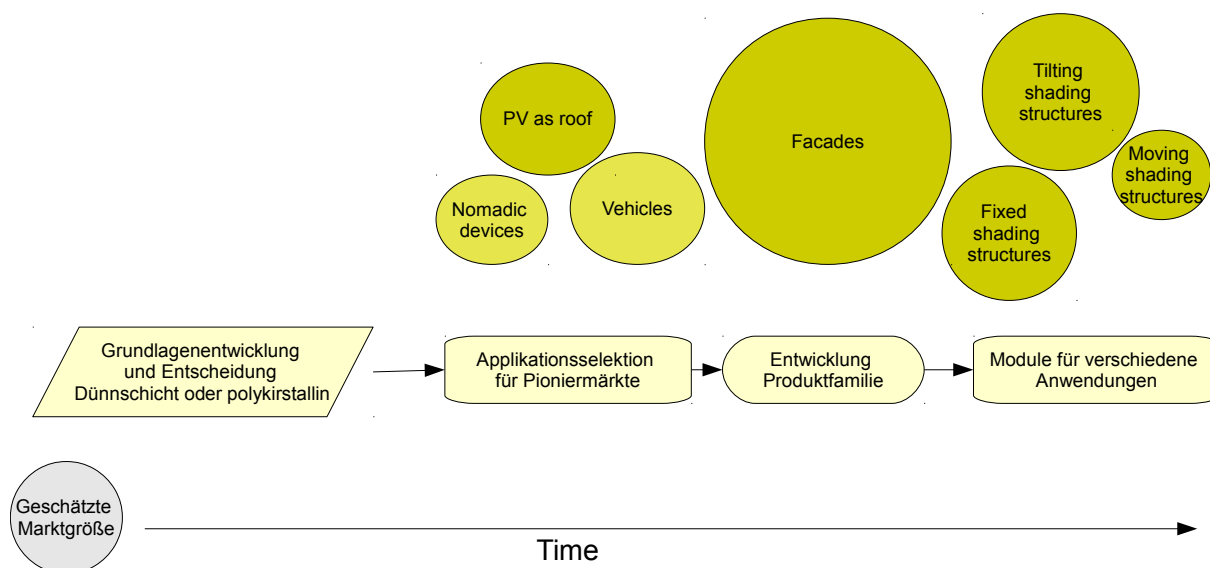 PV as roof
Nomadic
devices
Vehicles
Facades
Tilting
shading
structures
Moving
shading
structures
Fixed
shading
structures
Grundlagenentwicklung
und Entscheidung
Dünnschicht oder polykirstallin
Applikationsselektion
für Pioniermärkte
Entwicklung
Produktfamilie
Module für verschiedene
Anwendungen
Geschätzte
Marktgröße
Time